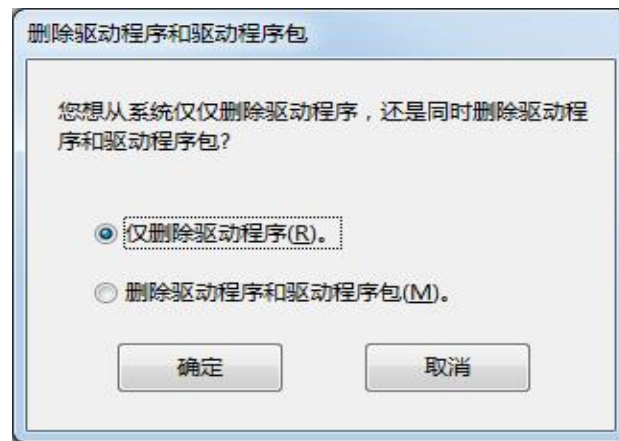 删除驱动程序和驱动程序包
您想从系统仅仅删除驱动程序，还是同时删除驱动程
序和驱动程序包?
仅删除驱动程序(R)。
删除驱动程序和驱动程序包(M)。
确定
取消